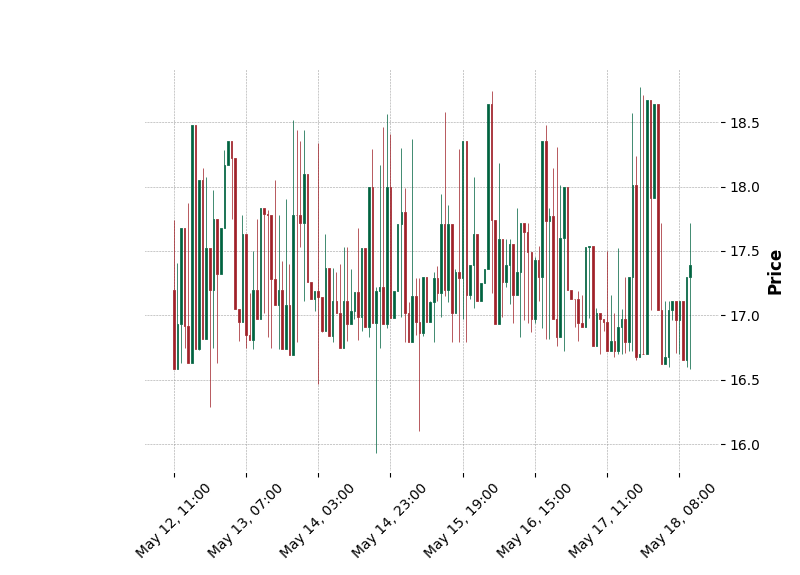 18.5
18.0
17.5
17.0
16.5
16.0
Price
May 12, 11:00
May 13, 07:00
May 14, 03:00
May 14, 23:00
May 15, 19:00
May 16, 15:00
May 17, 11:00
May 18, 08:00